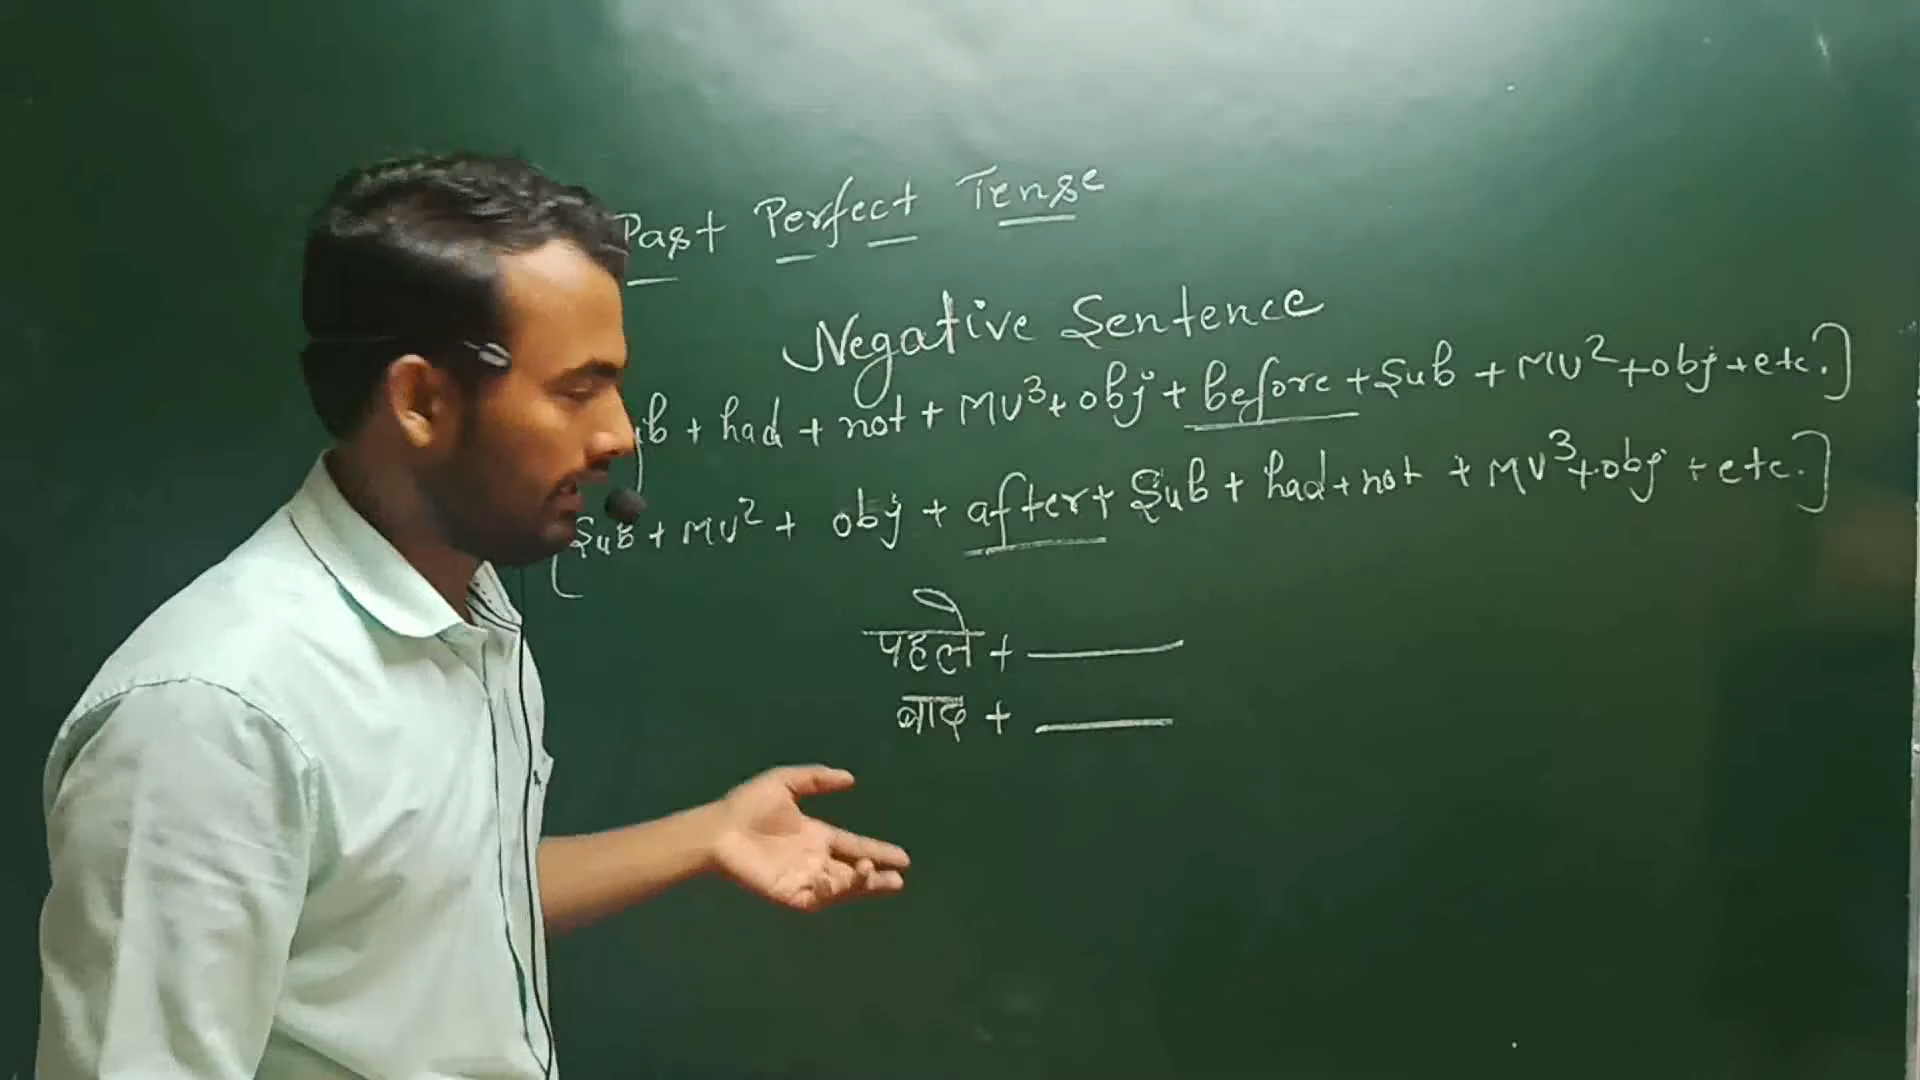 Past Perfect Tense
Negative Sentence
ub + had + not + MV³ + obj + before + Sub + MV² + obj + etc.]
[Sub + MV² + obj + after + Sub + had + not + MV³ + obj + etc.]
पहले + ———
बाद + ———